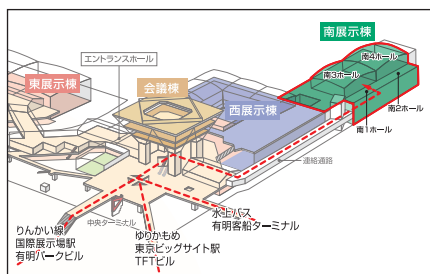 南展示棟
南4ホール
南3ホール
エントランスホール
東展示棟
会議棟
西展示棟
南2ホール
南1ホール
連絡通路
中央ターミナル
りんかい線
国際展示場駅
有明パークビル
ゆりかもめ
東京ビッグサイト駅
TFTビル
水上バス
有明客船ターミナル